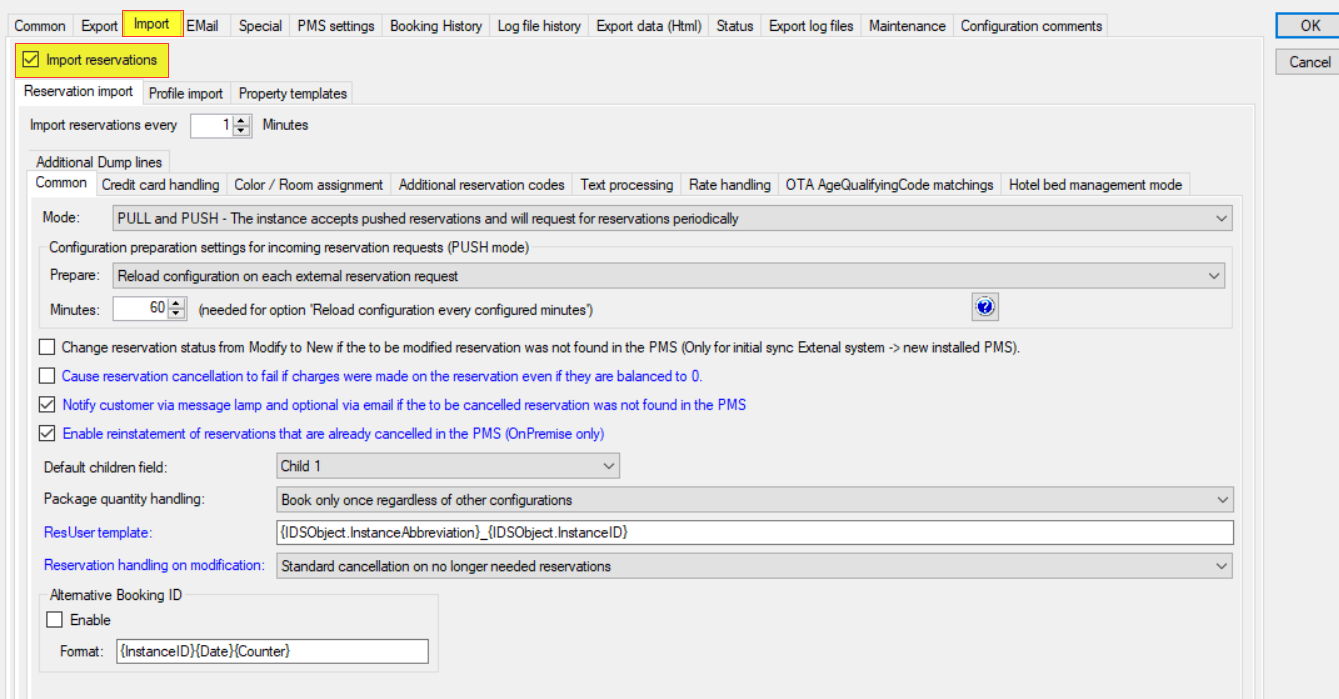 Common Export Import EMail Special PMS settings Booking History Log file history Export data (Html) Status Export log files Maintenance Configuration comments
OK
Import reservations
Cancel
Reservation import Profile import Property templates
Import reservations every 1 Minutes
Additional Dump lines
Common Credit card handling Color / Room assignment Additional reservation codes Text processing Rate handling OTA AgeQualifyingCode matchings Hotel bed management mode
Mode: PULL and PUSH - The instance accepts pushed reservations and will request for reservations periodically
Configuration preparation settings for incoming reservation requests (PUSH mode)
Prepare: Reload configuration on each external reservation request
Minutes: 60 (needed for option 'Reload configuration every configured minutes') ?
Change reservation status from Modify to New if the to be modified reservation was not found in the PMS (Only for initial sync Extenal system -> new installed PMS).
Cause reservation cancellation to fail if charges were made on the reservation even if they are balanced to 0.
Notify customer via message lamp and optional via email if the to be cancelled reservation was not found in the PMS
Enable reinstatement of reservations that are already cancelled in the PMS (OnPremise only)
Default children field: Child 1
Package quantity handling: Book only once regardless of other configurations
ResUser template: {IDSObject.InstanceAbbreviation}_{IDSObject.InstanceID}
Reservation handling on modification: Standard cancellation on no longer needed reservations
Alternative Booking ID
Enable
Format: {InstanceID}{Date}{Counter}